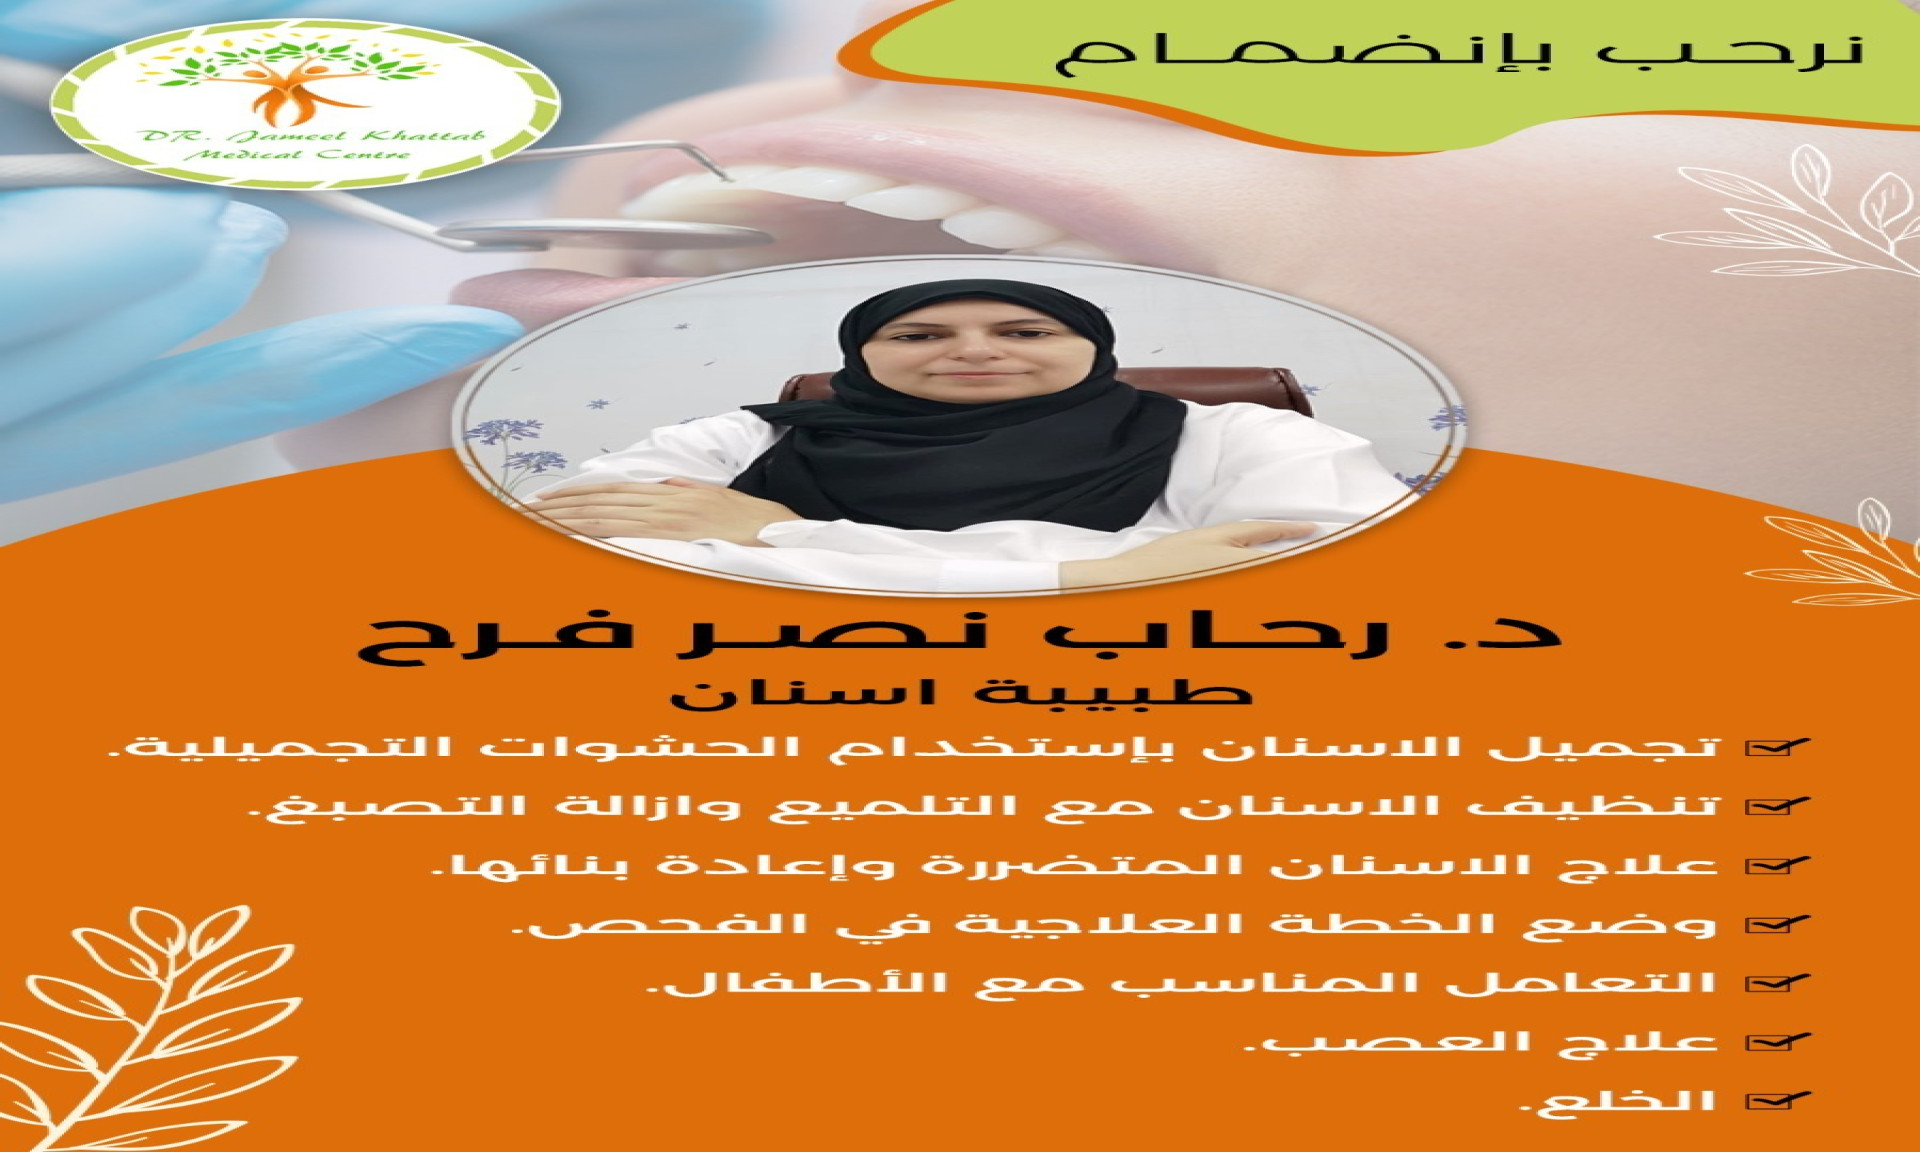 نرحب بإنضمام
DR. Jameel Khattab
Medical Centre
د. رحاب نصر فرح
طبيبة اسنان
تجميل الاسنان بإستخدام الحشوات التجميلية.
تنظيف الاسنان مع التلميع وازالة التصبغ.
علاج الاسنان المتضررة وإعادة بنائها.
وضع الخطة العلاجية في الفحص.
التعامل المناسب مع الأطفال.
علاج العصب.
الخلع.